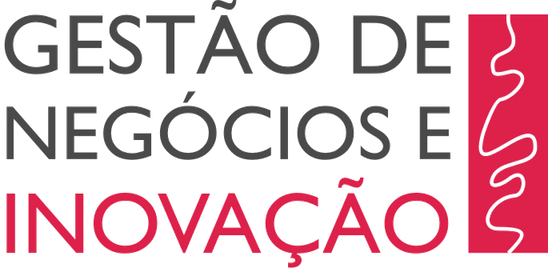 GESTÃO DE
NEGÓCIOS E
INOVAÇÃO